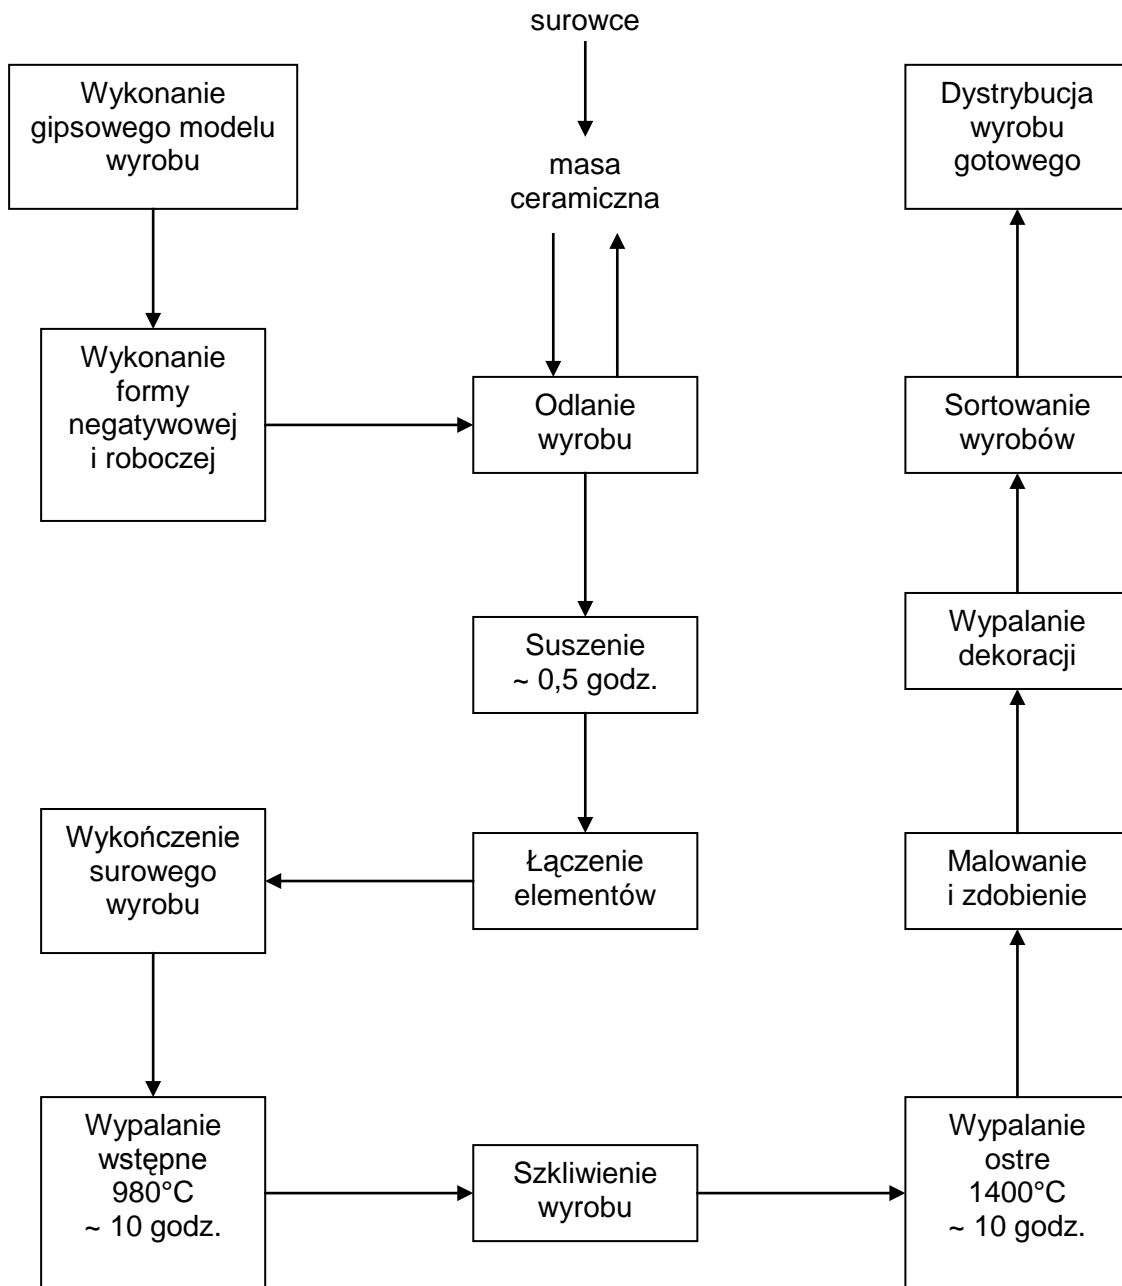 surowce
Wykonanie
gipsowego modelu
wyrobu
masa
ceramiczna
Dystrybucja
wyrobu
gotowego
Wykonanie
formy
negatywowej
i roboczej
Odlanie
wyrobu
Sortowanie
wyrobów
Suszenie
~ 0,5 godz.
Wypalanie
dekoracji
Wykończenie
surowego
wyrobu
Łączenie
elementów
Malowanie
i zdobienie
Wypalanie
wstępne
980°C
~ 10 godz.
Szkliwienie
wyrobu
Wypalanie
ostre
1400°C
~ 10 godz.